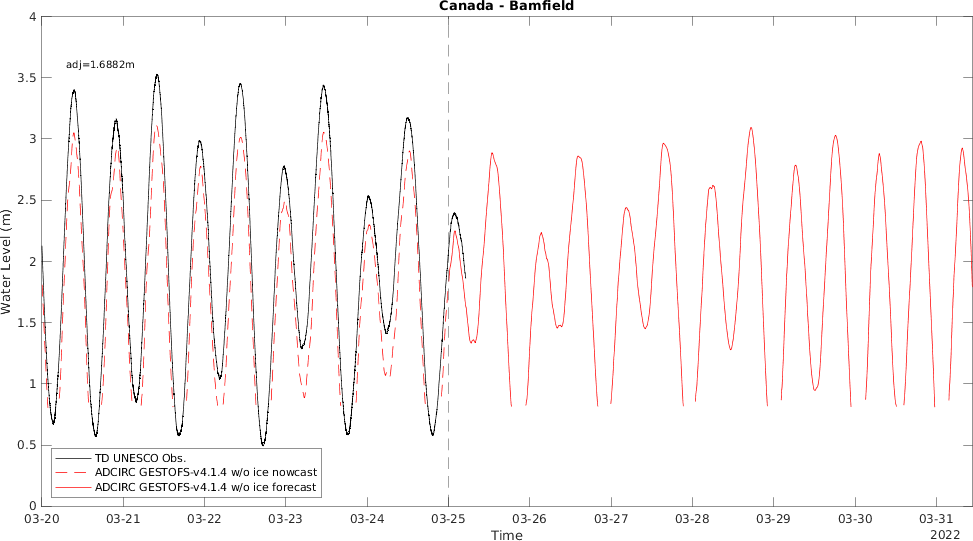 Canada - Bamfield
adj=1.6882m
Water Level (m)
4
3.5
3
2.5
2
1.5
1
0.5
0
TD UNESCO Obs.
ADCIRC GESTOFS-v4.1.4 w/o ice nowcast
ADCIRC GESTOFS-v4.1.4 w/o ice forecast
03-20 03-21 03-22 03-23 03-24 03-25 03-26 03-27 03-28 03-29 03-30 03-31
2022
Time